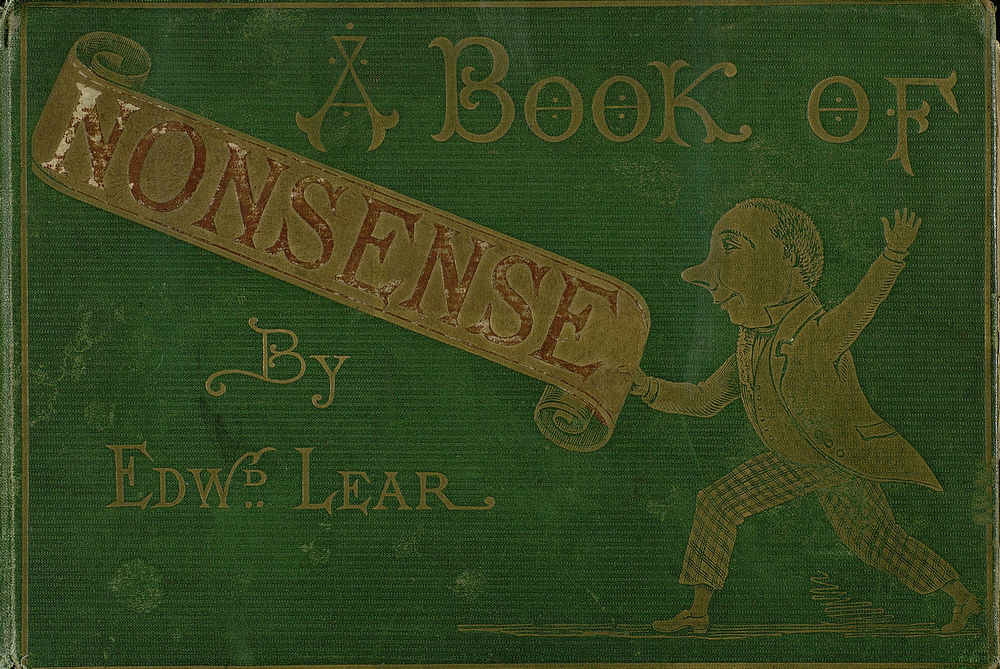 A BOOK OF
NONSENSE
By
EDWD. LEAR